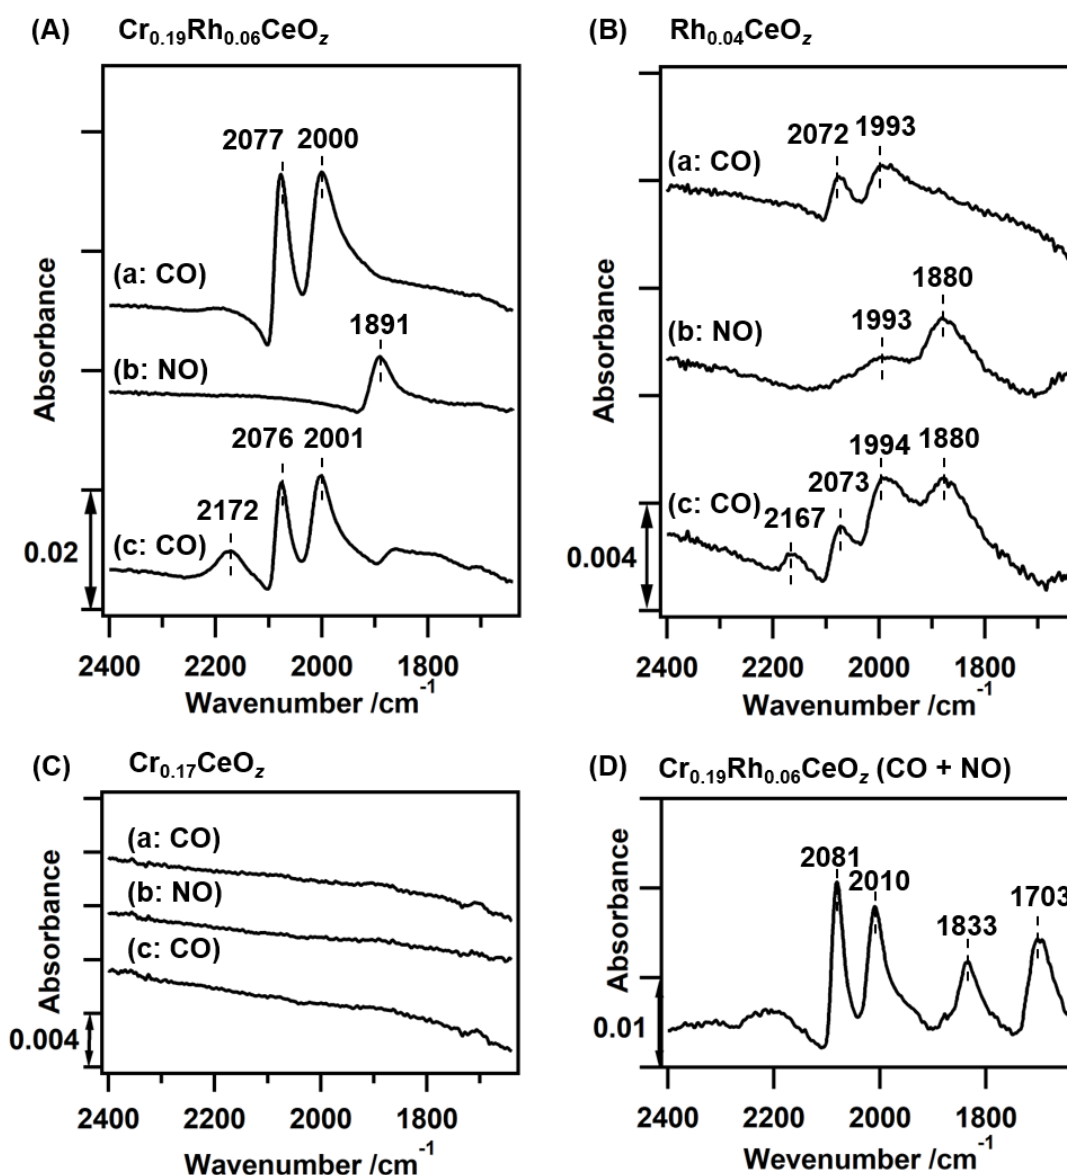 (A) Cr0.19Rh0.06CeOz
2077 2000
(a: CO)
1891
(b: NO)
2076 2001
2172
(c: CO)
Absorbance
0.02
2400 2200 2000 1800
Wavenumber /cm-1
(B) Rh0.04CeOz
2072 1993
(a: CO)
1880
1993
(b: NO)
1994 1880
2073
2167
(c: CO)
Absorbance
0.004
2400 2200 2000 1800
Wavenumber /cm-1
(C) Cr0.17CeOz
(a: CO)
(b: NO)
(c: CO)
Absorbance
0.004
2400 2200 2000 1800
Wavenumber /cm-1
(D) Cr0.19Rh0.06CeOz (CO + NO)
2081
2010
1833
1703
Absorbance
0.01
2400 2200 2000 1800
Wevenumber /cm-1